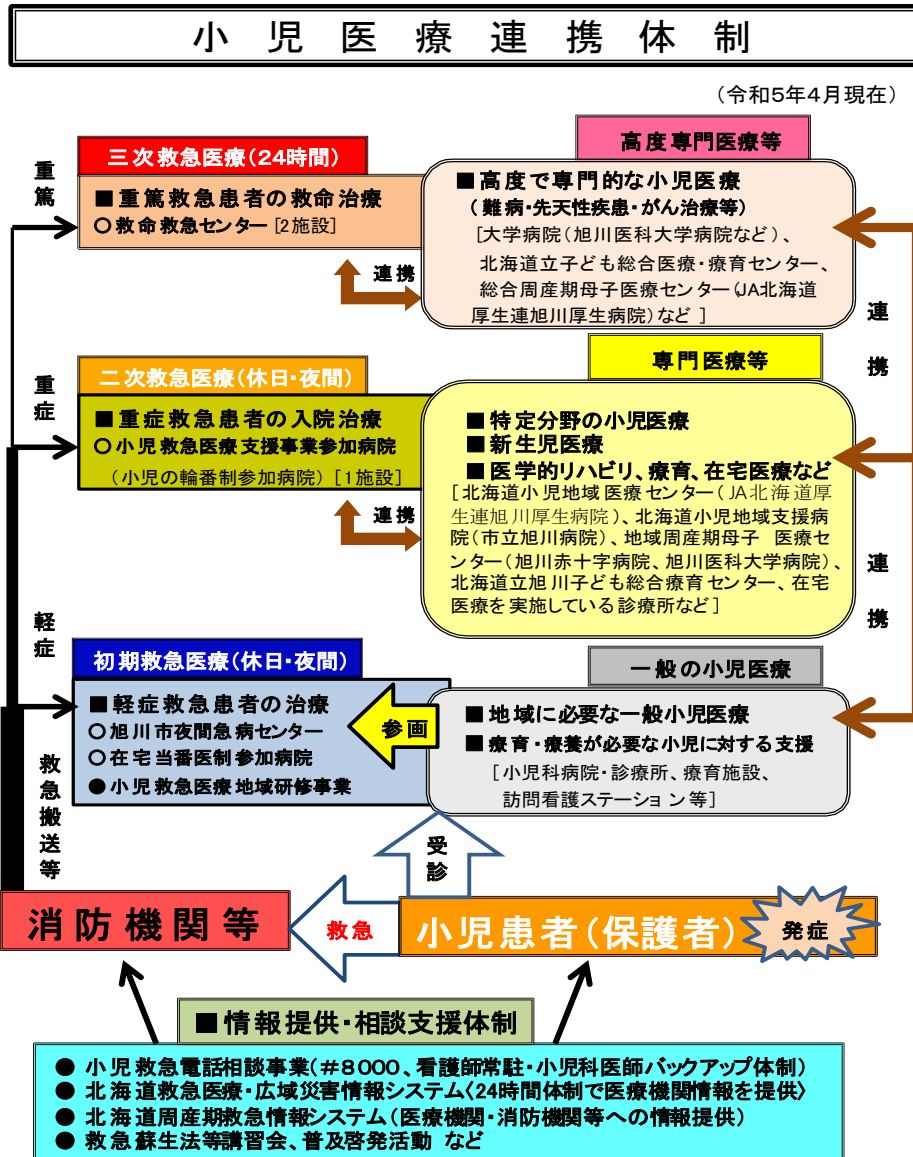 小児医療連携体制
(令和5年4月現在)
重篤
三次救急医療(24時間)
■重篤救急患者の救命治療
○救命救急センター [2施設]
連携
高度専門医療等
■高度で専門的な小児医療
(難病・先天性疾患・がん治療等)
[大学病院(旭川医科大学病院など)、
北海道立子ども総合医療・療育センター、
総合周産期母子医療センター(JA北海道
厚生連旭川厚生病院)など ]
連携
重症
二次救急医療(休日・夜間)
■重症救急患者の入院治療
○小児救急医療支援事業参加病院
(小児の輪番制参加病院) [1施設]
連携
専門医療等
■特定分野の小児医療
■新生児医療
■医学的リハビリ、療育、在宅医療など
[北海道小児地域医療センター(JA北海道厚
生連旭川厚生病院)、北海道小児地域支援病
院(市立旭川病院)、地域周産期母子 医療セ
ンター(旭川赤十字病院、旭川医科大学病院)、
北海道立旭川子ども総合療育センター、在宅
医療を実施している診療所など]
連携
軽症
初期救急医療(休日・夜間)
■軽症救急患者の治療
○旭川市夜間急病センター
○在宅当番医制参加病院
●小児救急医療地域研修事業
参画
一般の小児医療
■地域に必要な一般小児医療
■療育・療養が必要な小児に対する支援
[小児科病院・診療所、療育施設、
訪問看護ステーション等]
救急搬送等
受診
消防機関等
救急
小児患者(保護者)
発症
■情報提供・相談支援体制
● 小児救急電話相談事業(#8000、看護師常駐・小児科医師バックアップ体制)
● 北海道救急医療・広域災害情報システム〈24時間体制で医療機関情報を提供〉
● 北海道周産期救急情報システム(医療機関・消防機関等への情報提供)
● 救急蘇生法等講習会、普及啓発活動 など